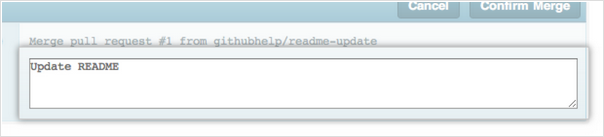 Cancel Confirm Merge
Merge pull request #1 from githubhelp/readme-update
Update README